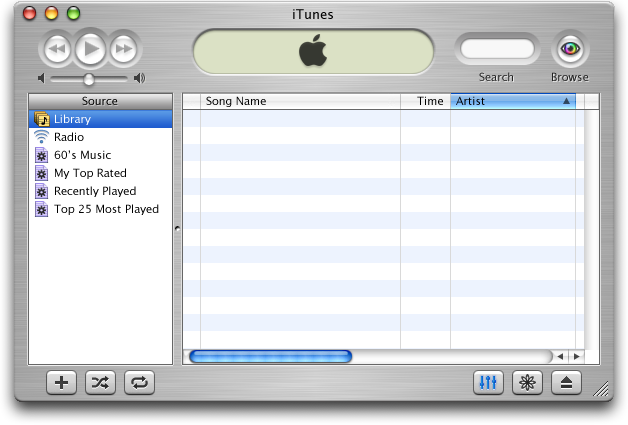 iTunes
Search
Browse
Source
Library
Radio
60's Music
My Top Rated
Recently Played
Top 25 Most Played
Song Name Time Artist